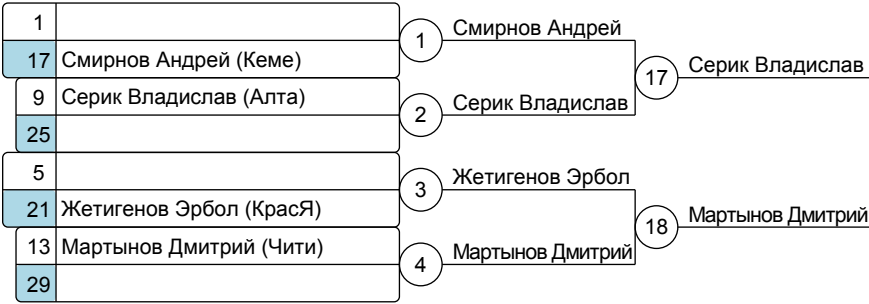 1
17 Смирнов Андрей (Кеме)
1
Смирнов Андрей
9 Серик Владислав (Алта)
25
2
Серик Владислав
17
Серик Владислав
5
21 Жетигенов Эрбол (КрасЯ)
3
Жетигенов Эрбол
13 Мартынов Дмитрий (Чити)
29
4
Мартынов Дмитрий
18
Мартынов Дмитрий